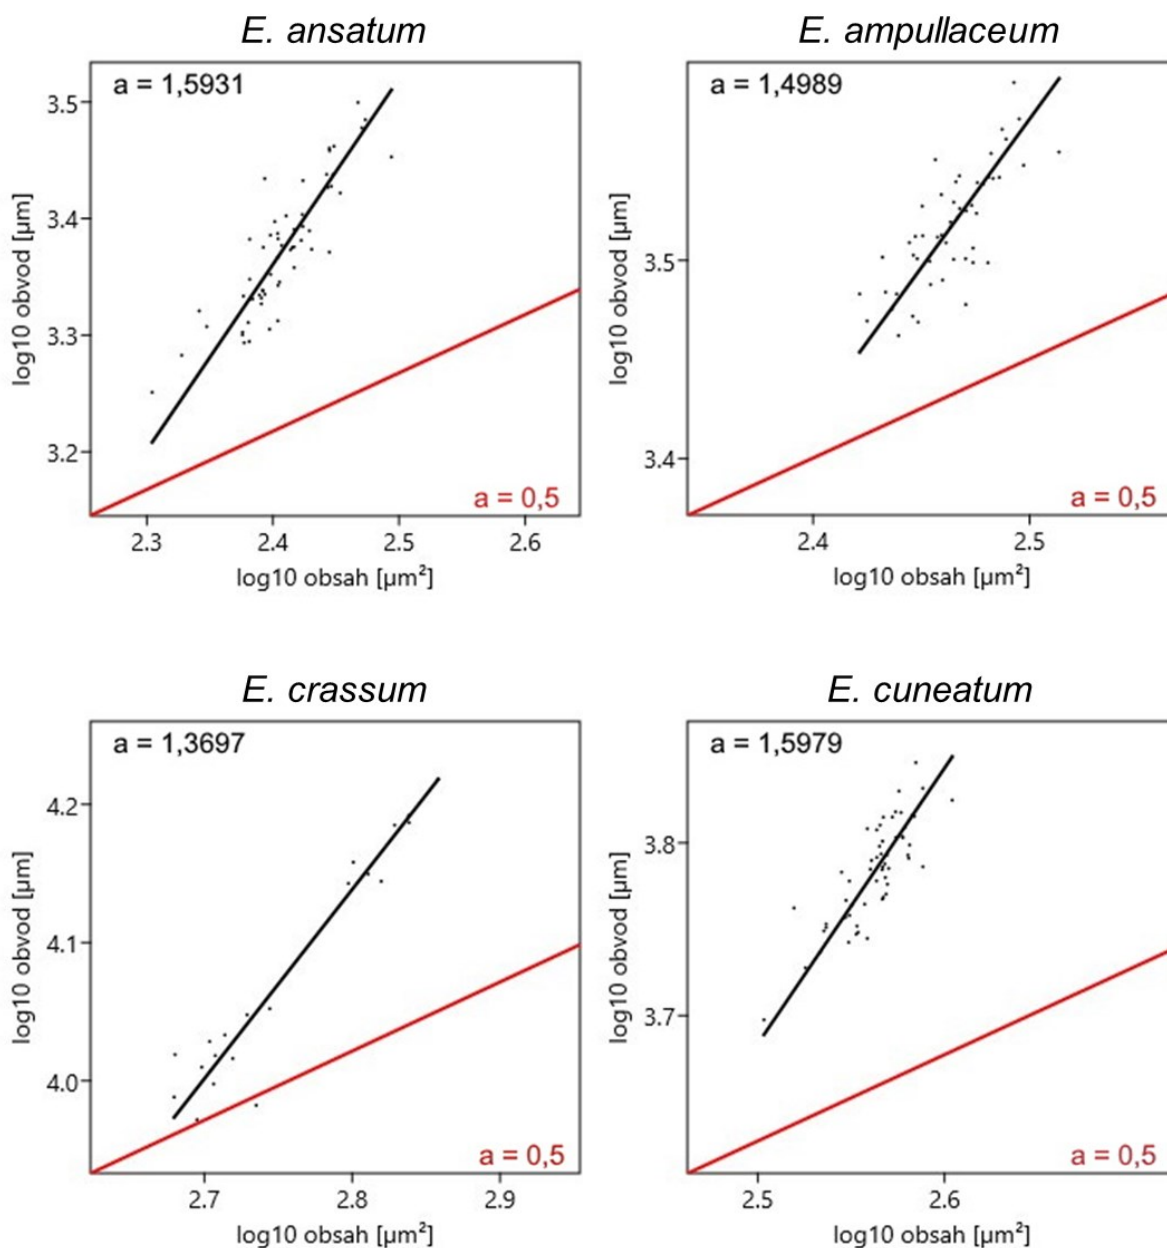 E. ansatum
a = 1,5931
3.5
3.4
3.3
3.2
log10 obvod [µm]
a = 0,5
2.3 2.4 2.5 2.6
log10 obsah [µm²]
E. ampullaceum
a = 1,4989
3.5
3.4
log10 obvod [µm]
a = 0,5
2.4 2.5
log10 obsah [µm²]
E. crassum
a = 1,3697
4.2
4.1
4.0
log10 obvod [µm]
a = 0,5
2.7 2.8 2.9
log10 obsah [µm²]
E. cuneatum
a = 1,5979
3.8
3.7
log10 obvod [µm]
a = 0,5
2.5 2.6
log10 obsah [µm²]